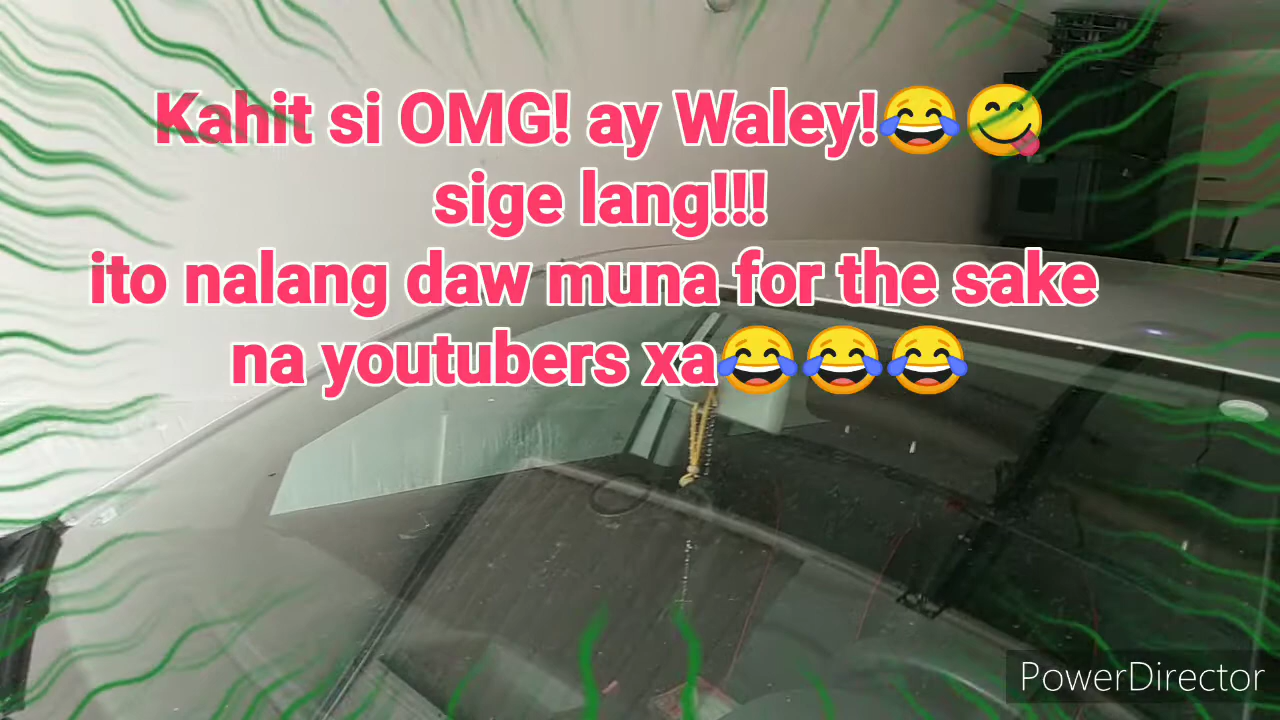 Kahit si OMG! ay Waley!😂😋
sige lang!!!
ito nalang daw muna for the sake
na youtubers xa😂😂😂
PowerDirector